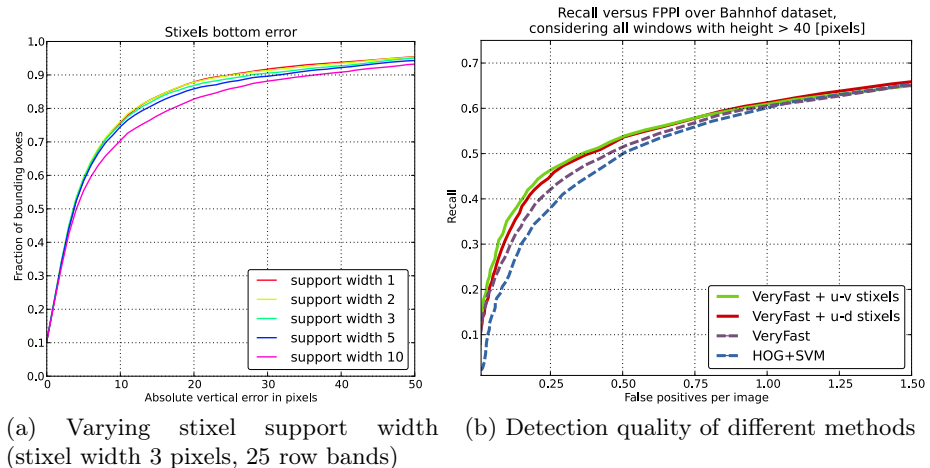 Stixels bottom error
Fraction of bounding boxes
1.0
0.9
0.8
0.7
0.6
0.5
0.4
0.3
0.2
0.1
0.0
support width 1
support width 2
support width 3
support width 5
support width 10
0 10 20 30 40 50
Absolute vertical error in pixels
(a) Varying stixel support width
(stixel width 3 pixels, 25 row bands)
Recall versus FPPI over Bahnhof dataset,
considering all windows with height > 40 [pixels]
Recall
0.7
0.6
0.5
0.4
0.3
0.2
0.1
VeryFast + u-v stixels
VeryFast + u-d stixels
VeryFast
HOG+SVM
0.25 0.50 0.75 1.00 1.25 1.50
False positives per image
(b) Detection quality of different methods